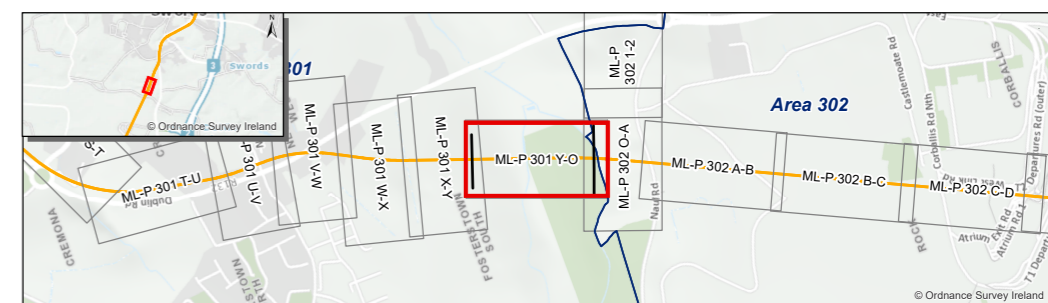 N
3
Swords
© Ordnance Survey Ireland
301
Area 302
ML-P 301 T-U
ML-P 301 U-V
ML-P 301 V-W
ML-P 301 W-X
ML-P 301 X-Y
ML-P 301 Y-O
ML-P
302 1-2
ML-P 302 O-A
ML-P 302 A-B
ML-P 302 B-C
ML-P 302 C-D
CREMONA
Dublin Rd
R132
FOSTERSTOWN
SOUTH
Naul Rd
Castlemoate Rd
Corballis Rd Nth
CORBALLIS
ROCK
Atrium Rd
T1 Departures Rd (outer)
© Ordnance Survey Ireland